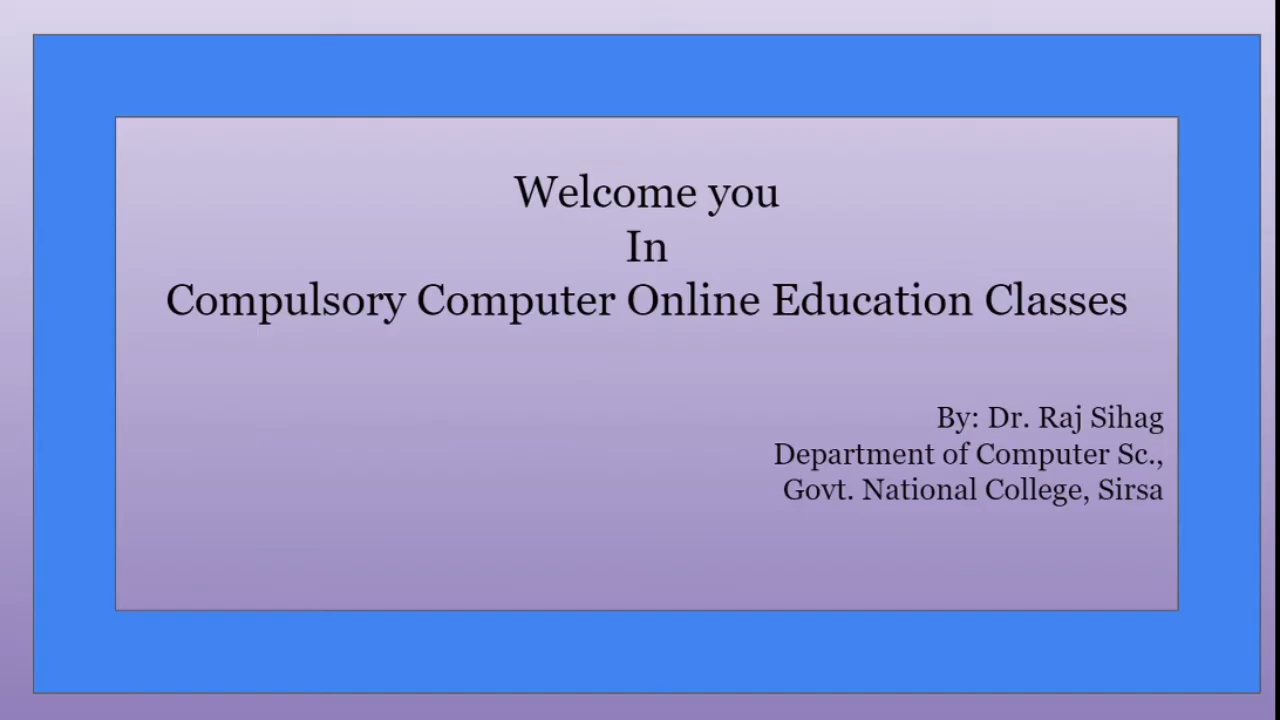 Welcome you
In
Compulsory Computer Online Education Classes
By: Dr. Raj Sihag
Department of Computer Sc.,
Govt. National College, Sirsa